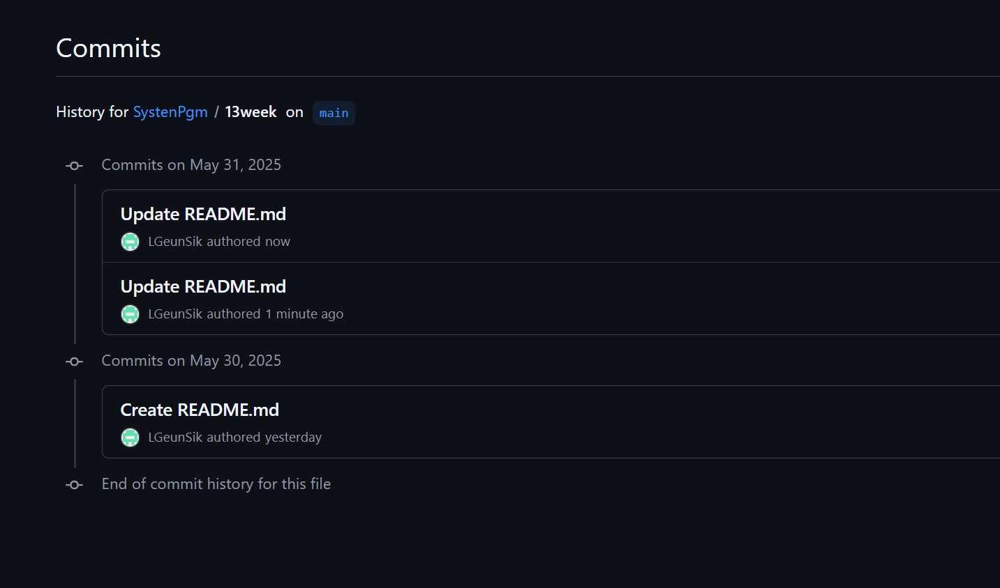 Commits
History for SystenPgm / 13week on main
Commits on May 31, 2025
Update README.md
LGeunSik authored now
Update README.md
LGeunSik authored 1 minute ago
Commits on May 30, 2025
Create README.md
LGeunSik authored yesterday
End of commit history for this file